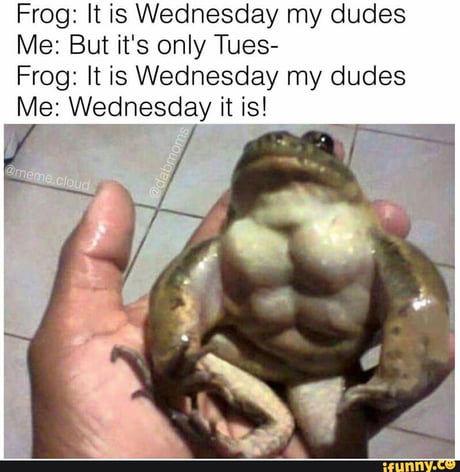 Frog: It is Wednesday my dudes
Me: But it's only Tues-
Frog: It is Wednesday my dudes
Me: Wednesday it is!
@meme.cloud
@dabmoms
ifunny.ce